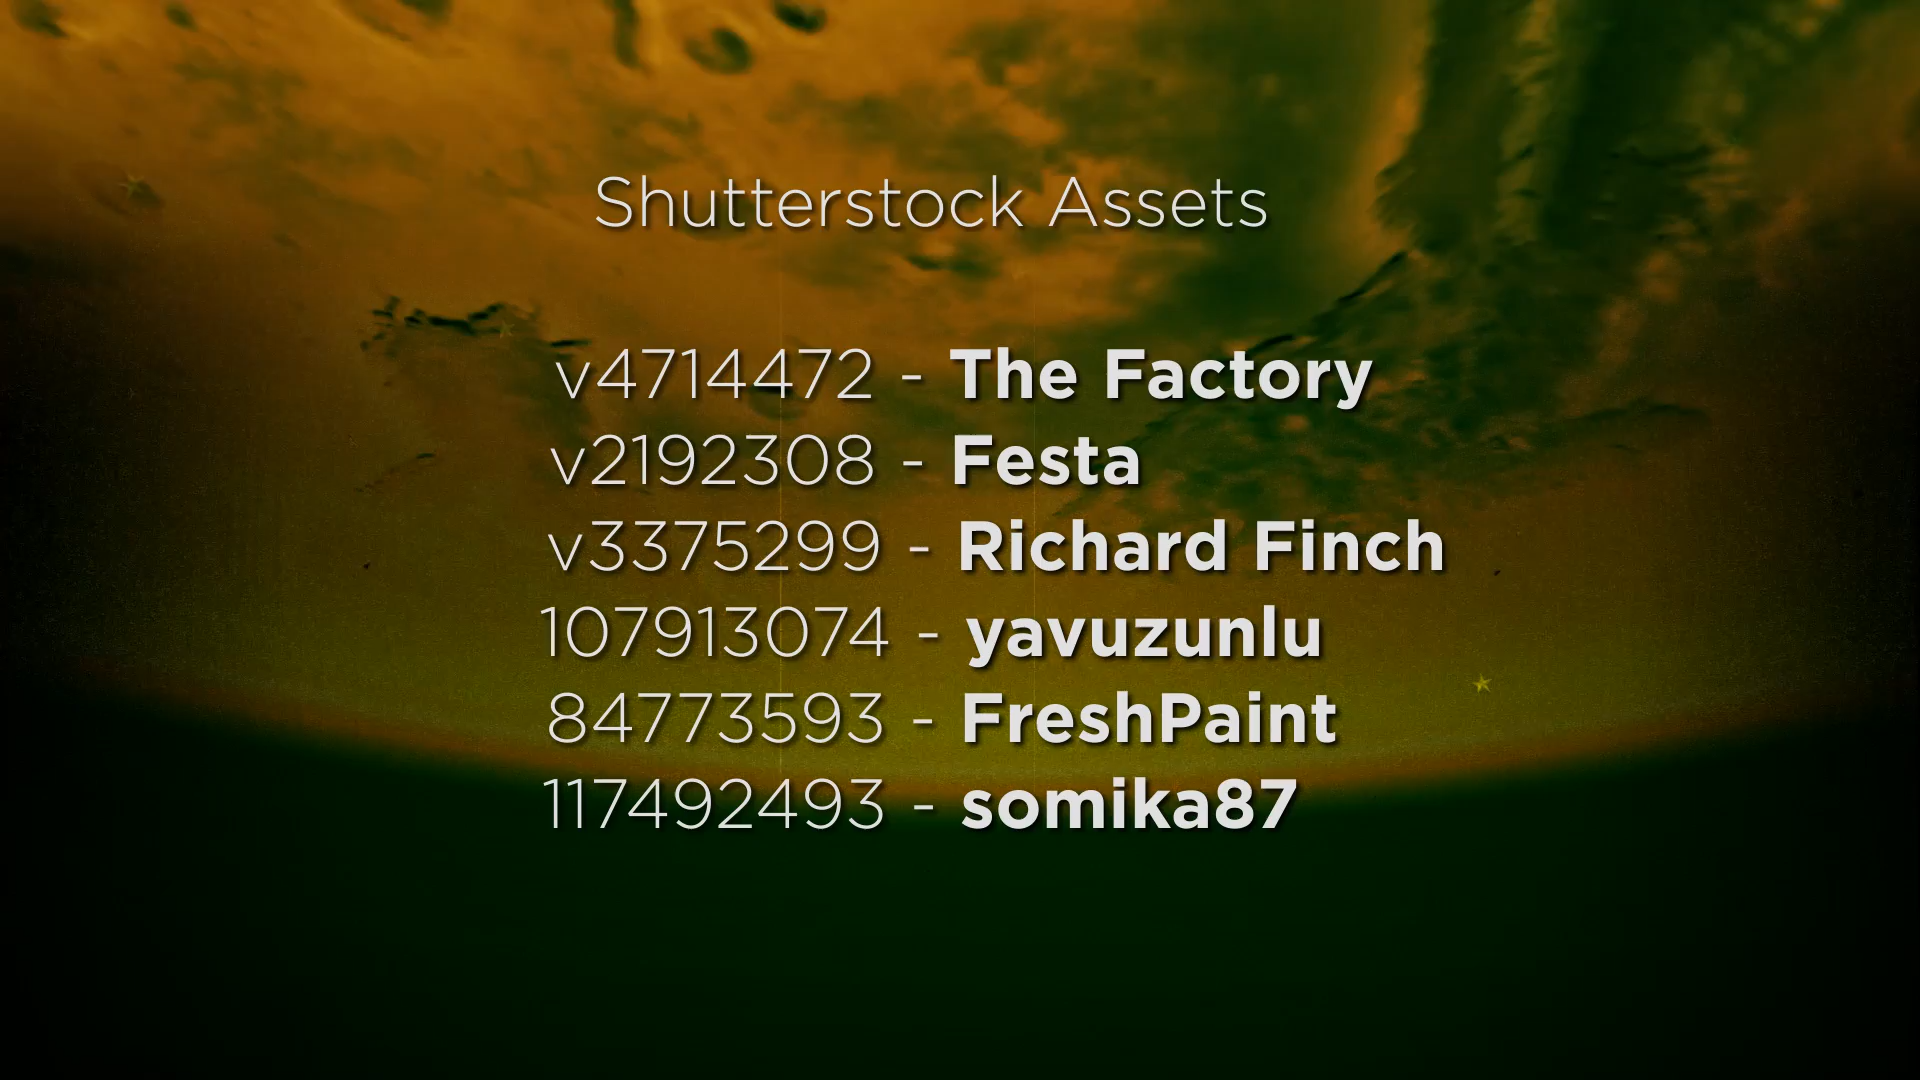 Shutterstock Assets
v4714472 - The Factory
v2192308 - Festa
v3375299 - Richard Finch
107913074 - yavuzunlu
84773593 - FreshPaint
117492493 - somika87